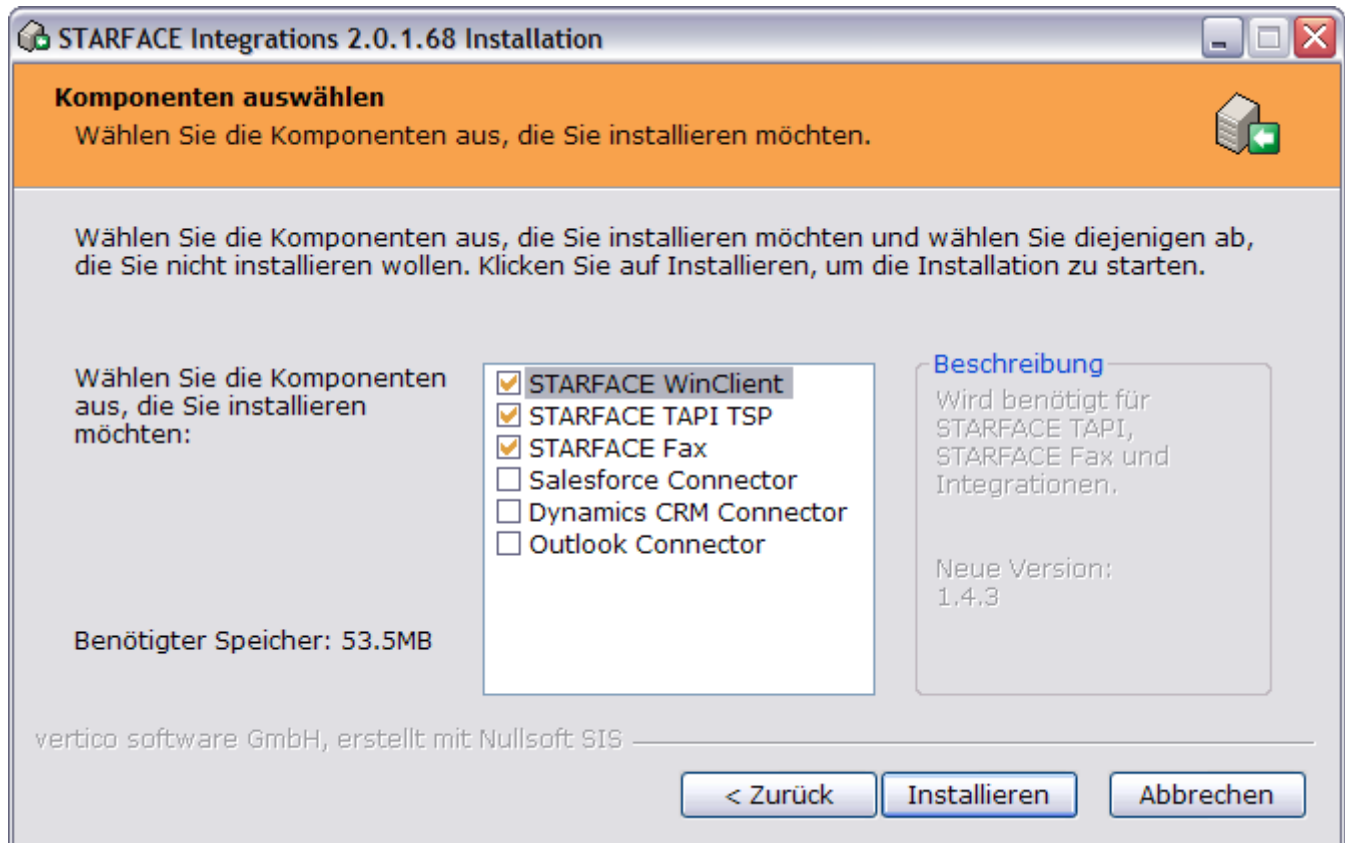 STARFACE Integrations 2.0.1.68 Installation
Komponenten auswählen
Wählen Sie die Komponenten aus, die Sie installieren möchten.
Wählen Sie die Komponenten aus, die Sie installieren möchten und wählen Sie diejenigen ab,
die Sie nicht installieren wollen. Klicken Sie auf Installieren, um die Installation zu starten.
Wählen Sie die Komponenten
aus, die Sie installieren
möchten:
STARFACE WinClient
STARFACE TAPI TSP
STARFACE Fax
Salesforce Connector
Dynamics CRM Connector
Outlook Connector
Beschreibung
Wird benötigt für
STARFACE TAPI,
STARFACE Fax und
Integrationen.
Neue Version:
1.4.3
Benötigter Speicher: 53.5MB
vertico software GmbH, erstellt mit Nullsoft SIS
< Zurück
Installieren
Abbrechen